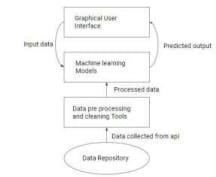 Graphical User
Interface
Input data
Predicted output
Machine learning
Models
Processed data
Data pre processing
and cleaning Tools
Data collected from api
Data Repository